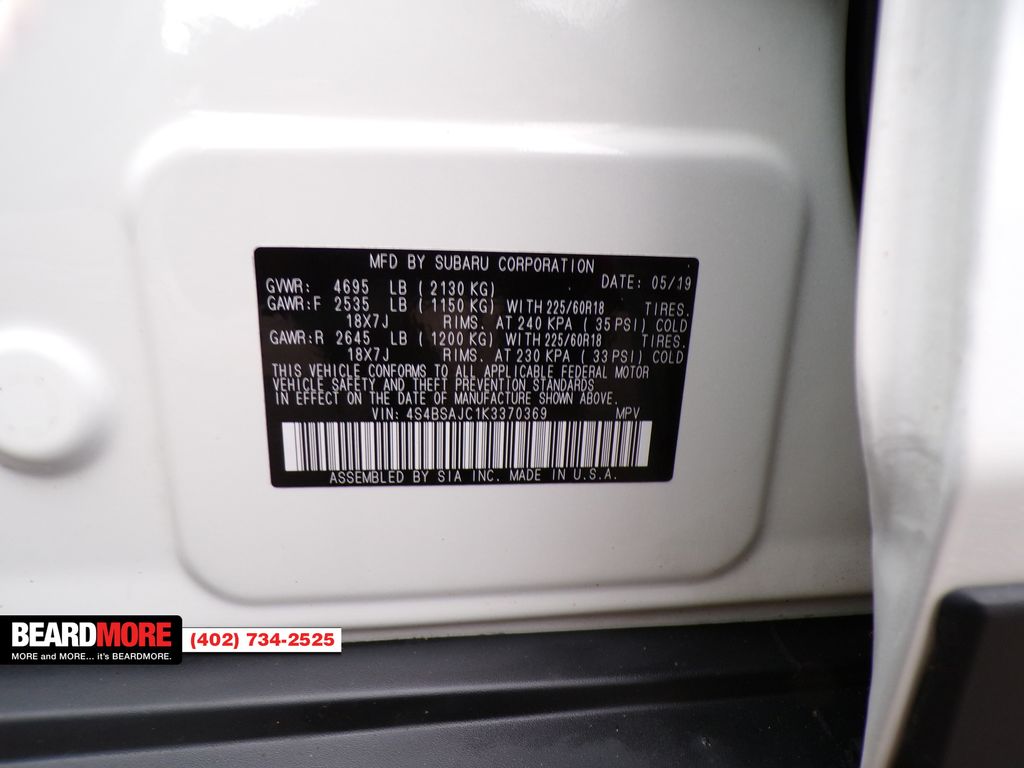 MFD BY SUBARU CORPORATION
GVWR: 4695 LB ( 2130 KG) DATE: 05/19
GAWR:F 2535 LB ( 1150 KG) WITH 225/60R18 TIRES.
18X7J RIMS. AT 240 KPA ( 35 PSI) COLD
GAWR:R 2645 LB ( 1200 KG) WITH 225/60R18 TIRES.
18X7J RIMS. AT 230 KPA ( 33 PSI) COLD
THIS VEHICLE CONFORMS TO ALL APPLICABLE FEDERAL MOTOR
VEHICLE SAFETY AND THEFT PREVENTION STANDARDS
IN EFFECT ON THE DATE OF MANUFACTURE SHOWN ABOVE.
VIN: 4S4BSAJC1K3370369 MPV
ASSEMBLED BY SIA INC. MADE IN U.S.A.
BEARDMORE
MORE and MORE... it's BEARDMORE.
(402) 734-2525